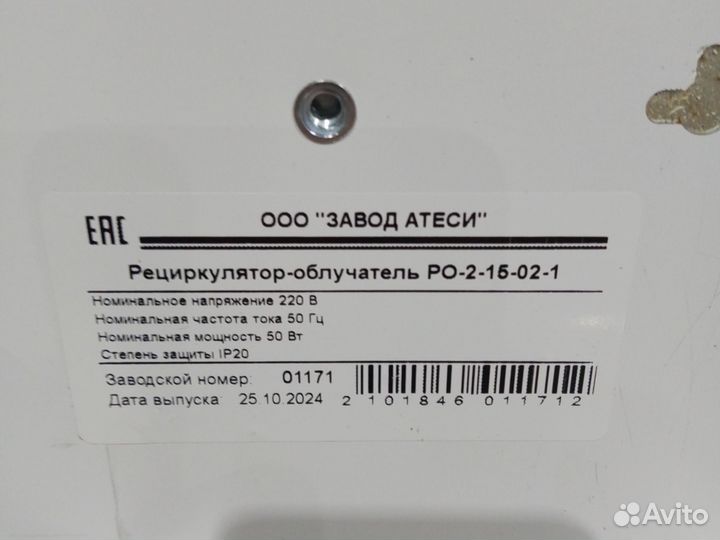 EAC
ООО "ЗАВОД АТЕСИ"
Рециркулятор-облучатель РО-2-15-02-1
Номинальное напряжение 220 В
Номинальная частота тока 50 Гц
Номинальная мощность 50 Вт
Степень защиты IP20
Заводской номер: 01171
Дата выпуска: 25.10.2024
2 101846 011712
Avito